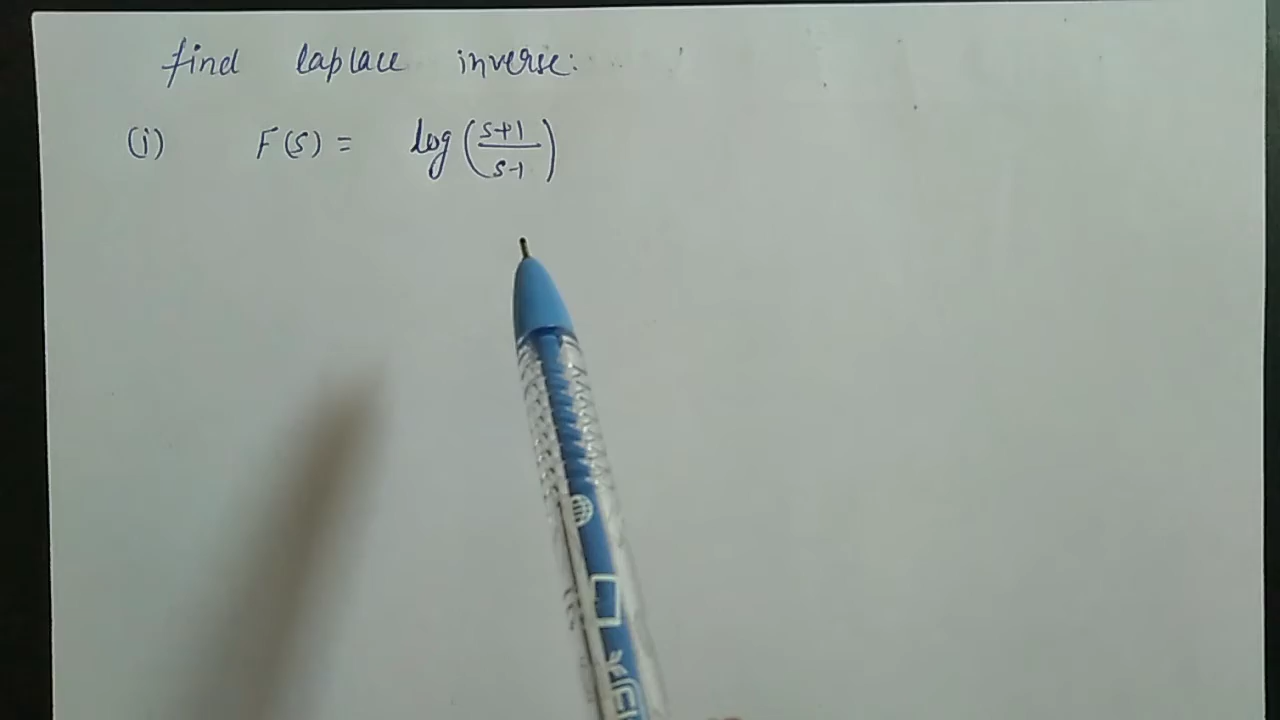 find laplace inverse:
(i) F(s) = log (s+1/s-1)